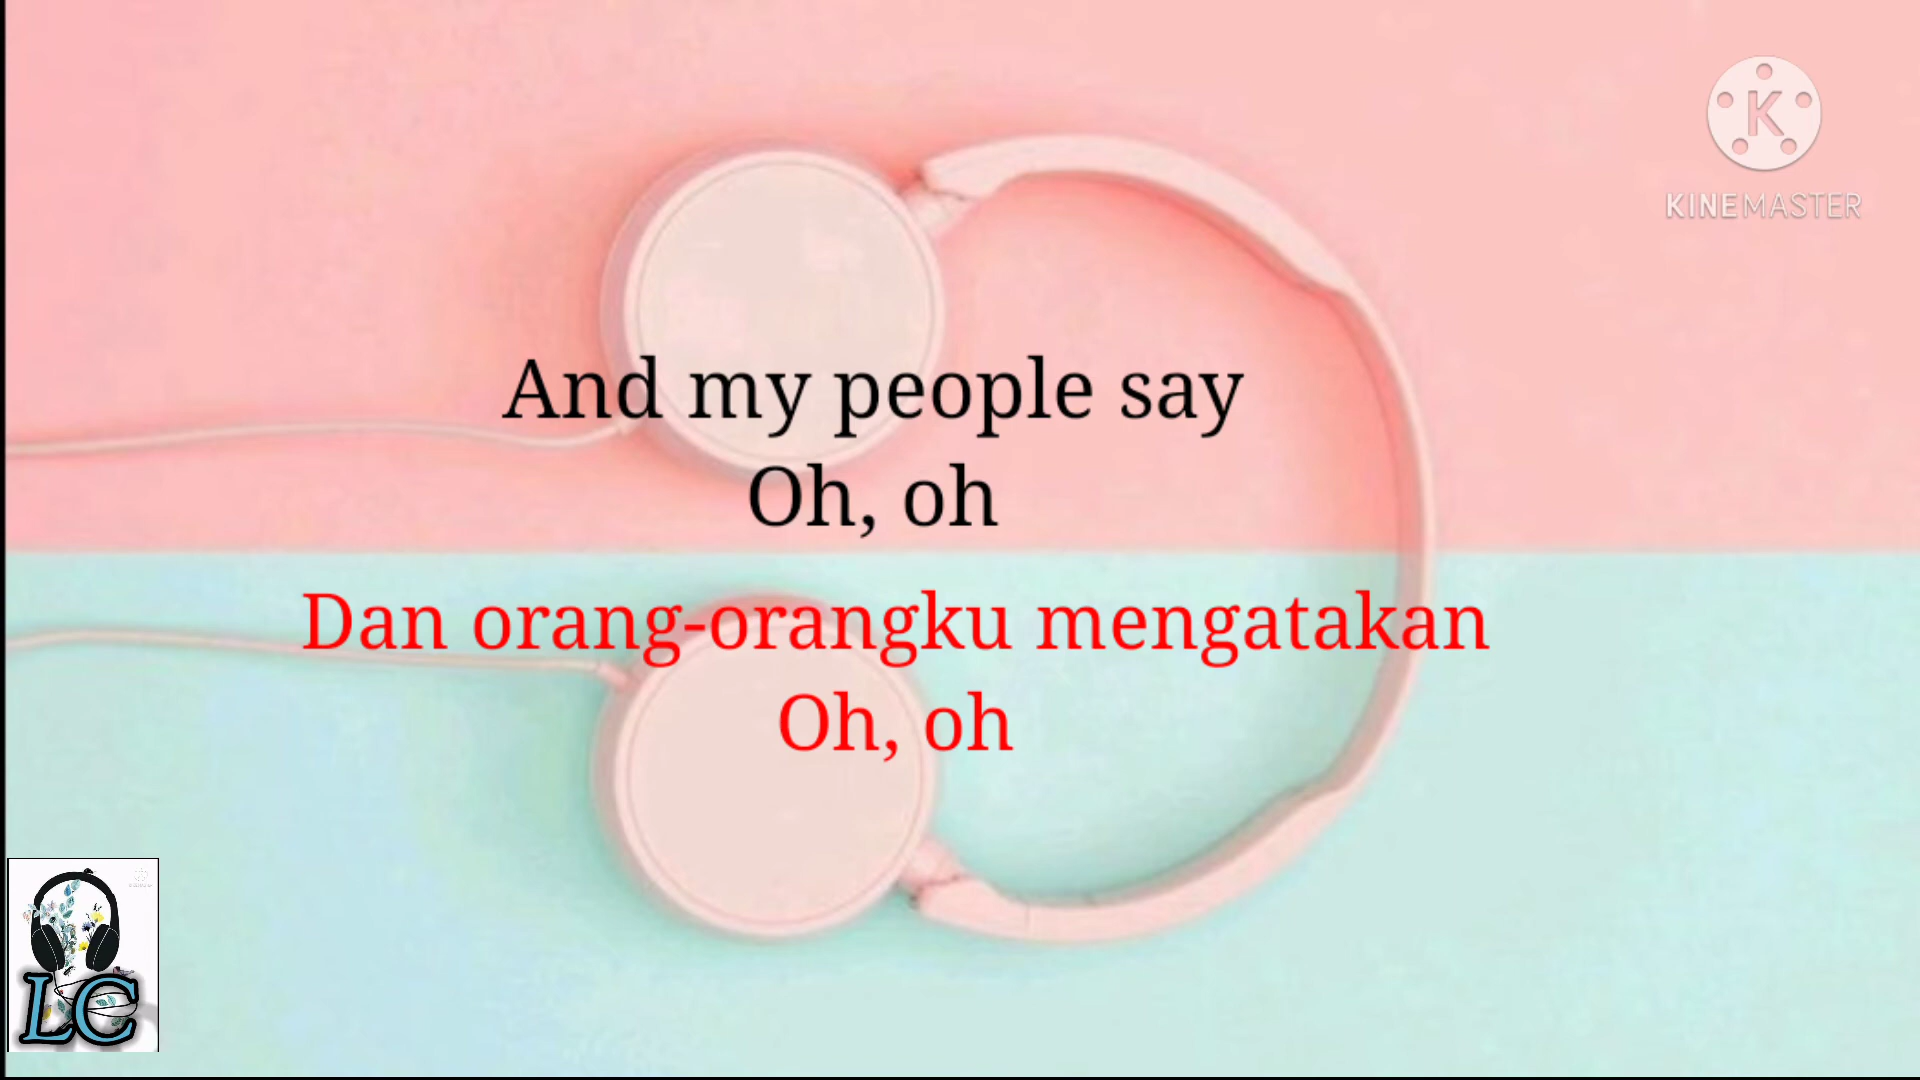 KINEMASTER
And my people say
Oh, oh
Dan orang-orangku mengatakan
Oh, oh
LC